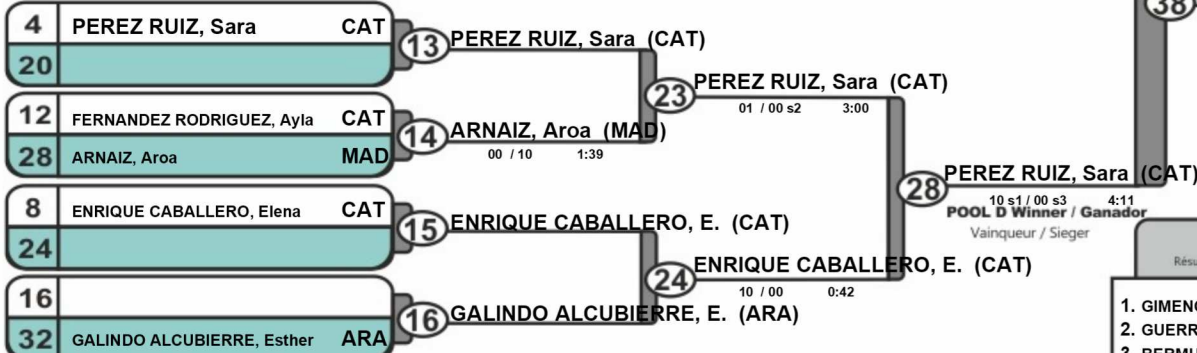 38
4 PEREZ RUIZ, Sara CAT
20
13 PEREZ RUIZ, Sara (CAT)
23 PEREZ RUIZ, Sara (CAT)
01 / 00 s2 3:00
12 FERNANDEZ RODRIGUEZ, Ayla CAT
28 ARNAIZ, Aroa MAD
14 ARNAIZ, Aroa (MAD)
00 / 10 1:39
28 PEREZ RUIZ, Sara (CAT)
10 s1 / 00 s3 4:11
POOL D Winner / Ganador
Vainqueur / Sieger
8 ENRIQUE CABALLERO, Elena CAT
24
15 ENRIQUE CABALLERO, E. (CAT)
24 ENRIQUE CABALLERO, E. (CAT)
10 / 00 0:42
16
32 GALINDO ALCUBIERRE, Esther ARA
16 GALINDO ALCUBIERRE, E. (ARA)
Résu
1. GIMENO
2. GUERR